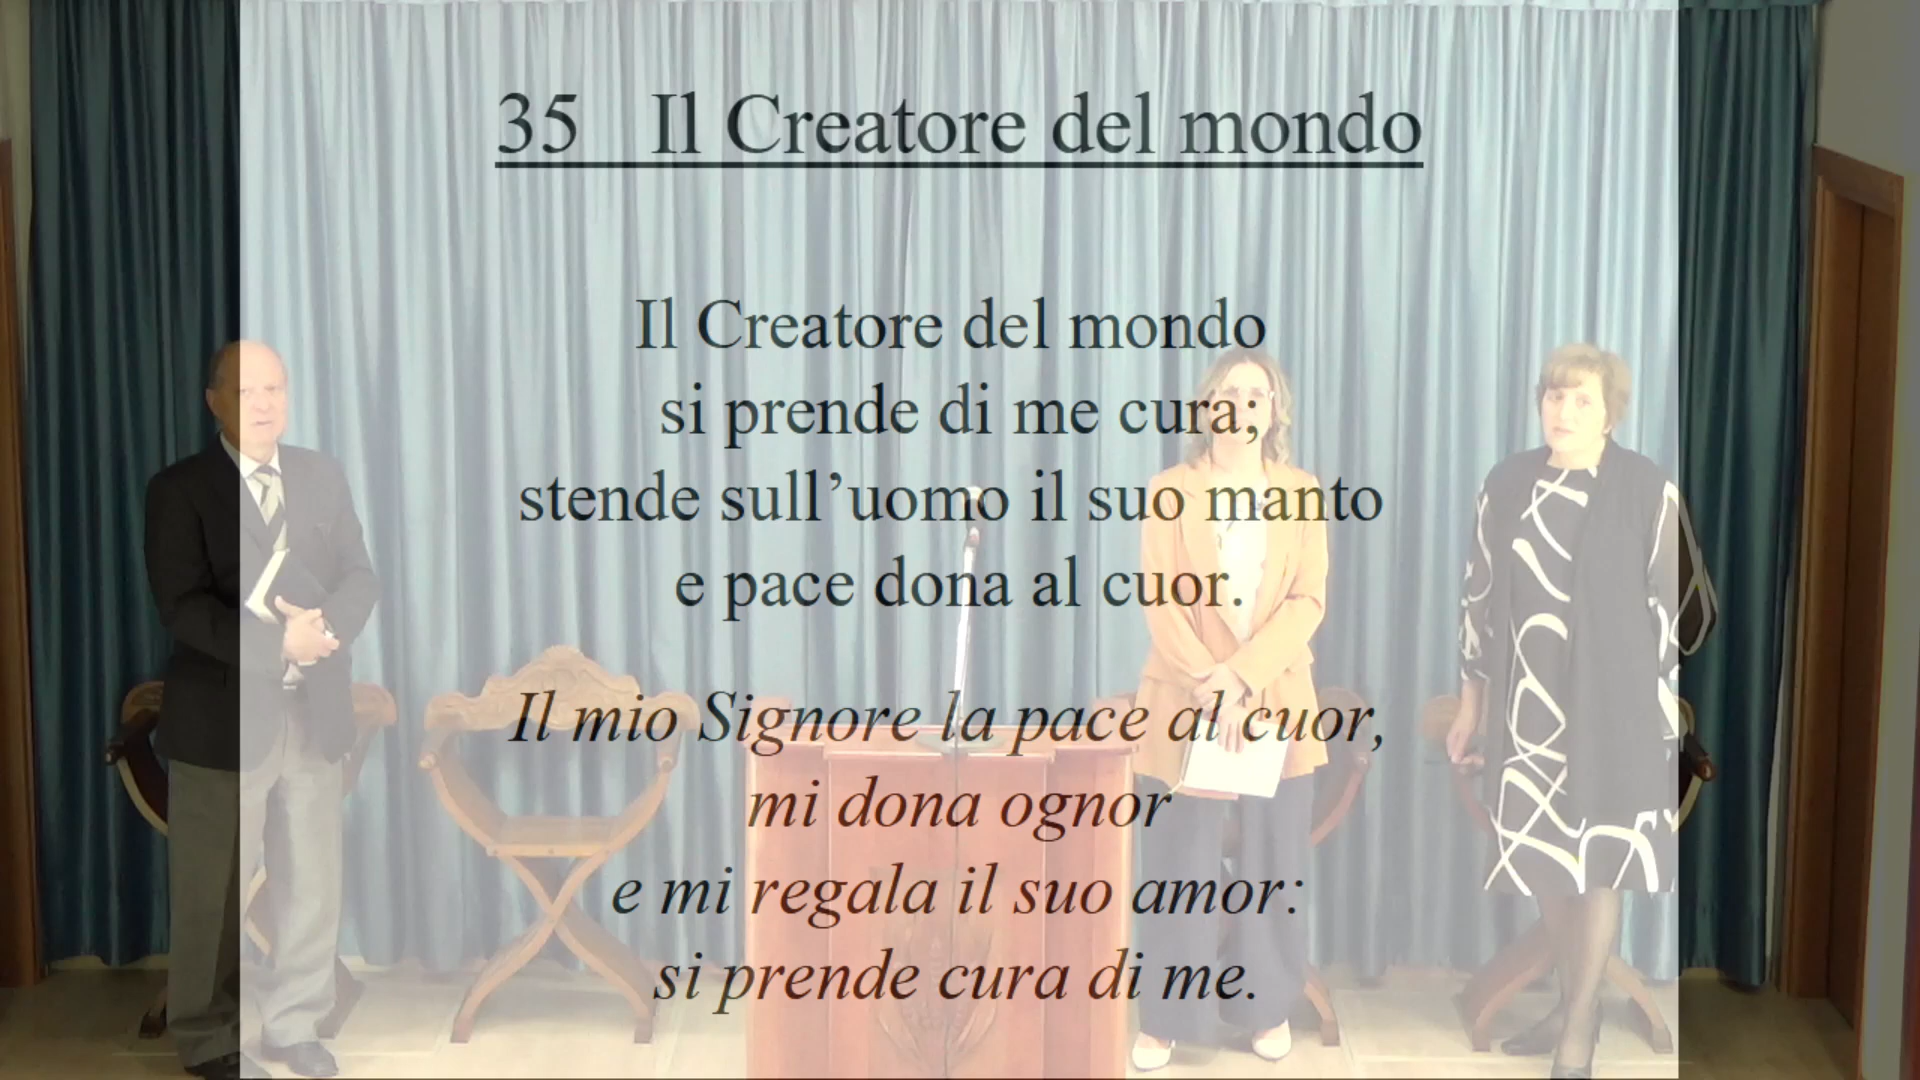 35 Il Creatore del mondo
Il Creatore del mondo
si prende di me cura;
stende sull’uomo il suo manto
e pace dona al cuor.
Il mio Signore la pace al cuor,
mi dona ognor
e mi regala il suo amor:
si prende cura di me.